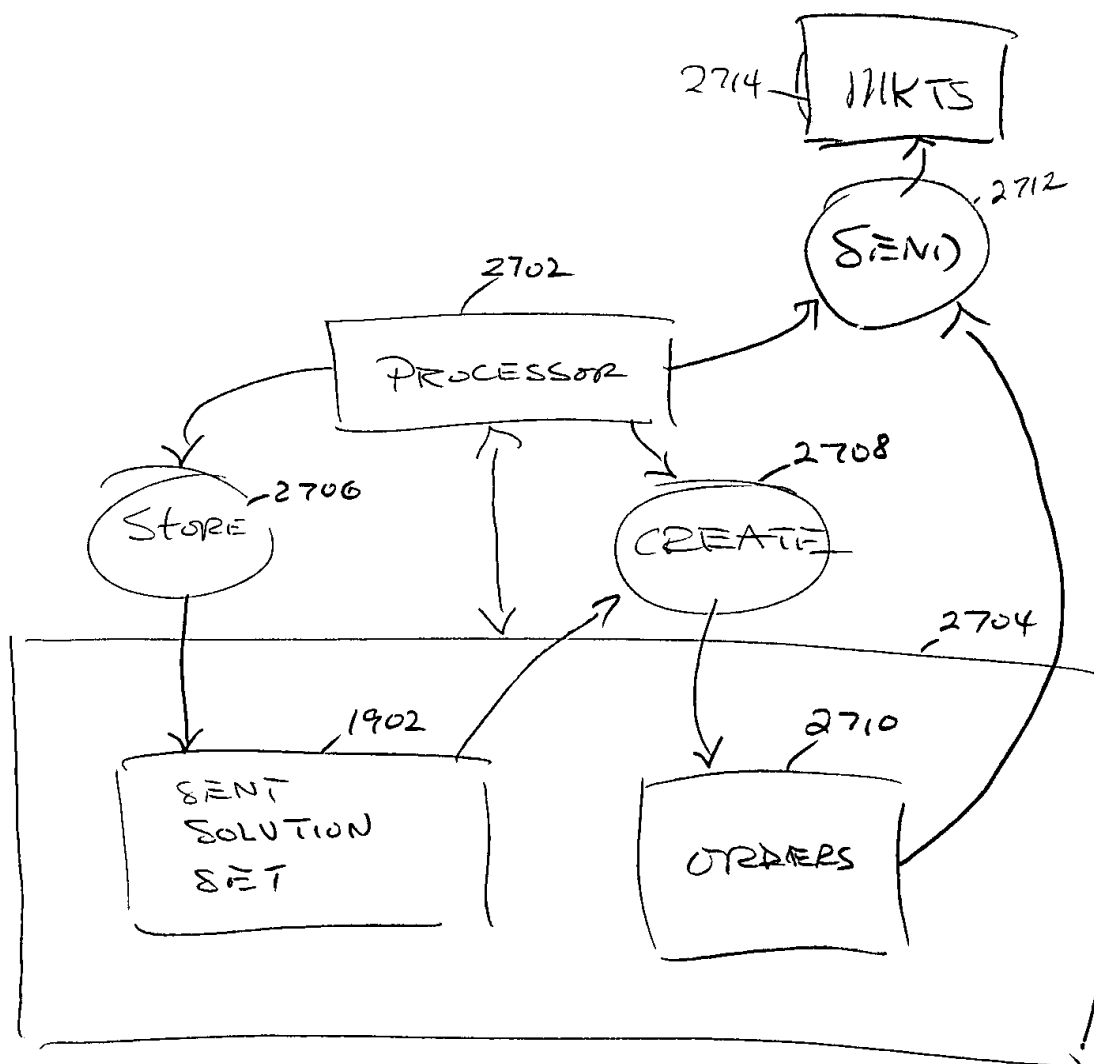 2714
MKTS
2712
SEND
2702
PROCESSOR
2708
2706
STORE
CREATE
2704
1902
2710
SENT
SOLUTION
SET
ORDERS